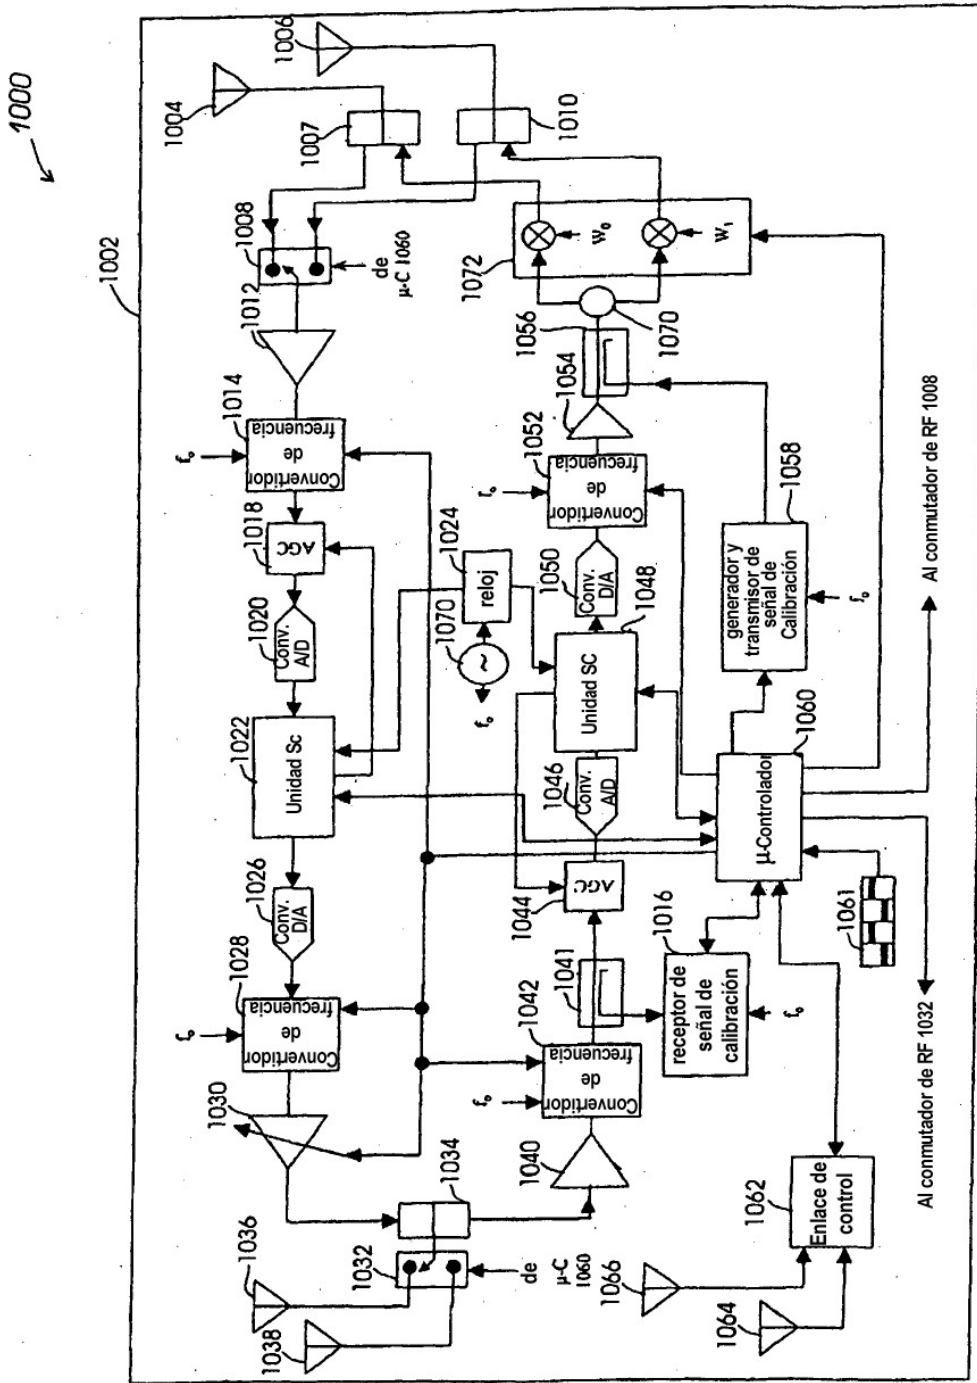 1000
1002
1004
1006
1007
1010
1008
de
μ-C 1060
1012
1014
Convertidor
de
frecuencia
f₀
1018
AGC
1020
Conv.
A/D
1022
Unidad Sc
1026
Conv.
D/A
1028
Convertidor
de
frecuencia
f₀
1030
1034
1032
de
μ-C
1060
1036
1038
1040
1042
Convertidor
de
frecuencia
f₀
1041
1044
AGC
1046
Conv.
A/D
1048
Unidad SC
1024
reloj
1070
~
f₀
1050
Conv.
D/A
1052
Convertidor
de
frecuencia
f₀
1054
1056
1070
1072
W₀
W₁
1016
receptor de
señal de
calibración
f₀
1058
generador y
transmisor de
señal de
Calibración
f₀
1060
μ-Controlador
1061
1062
Enlace de
control
1066
1064
Al conmutador de RF 1032
Al conmutador de RF 1008